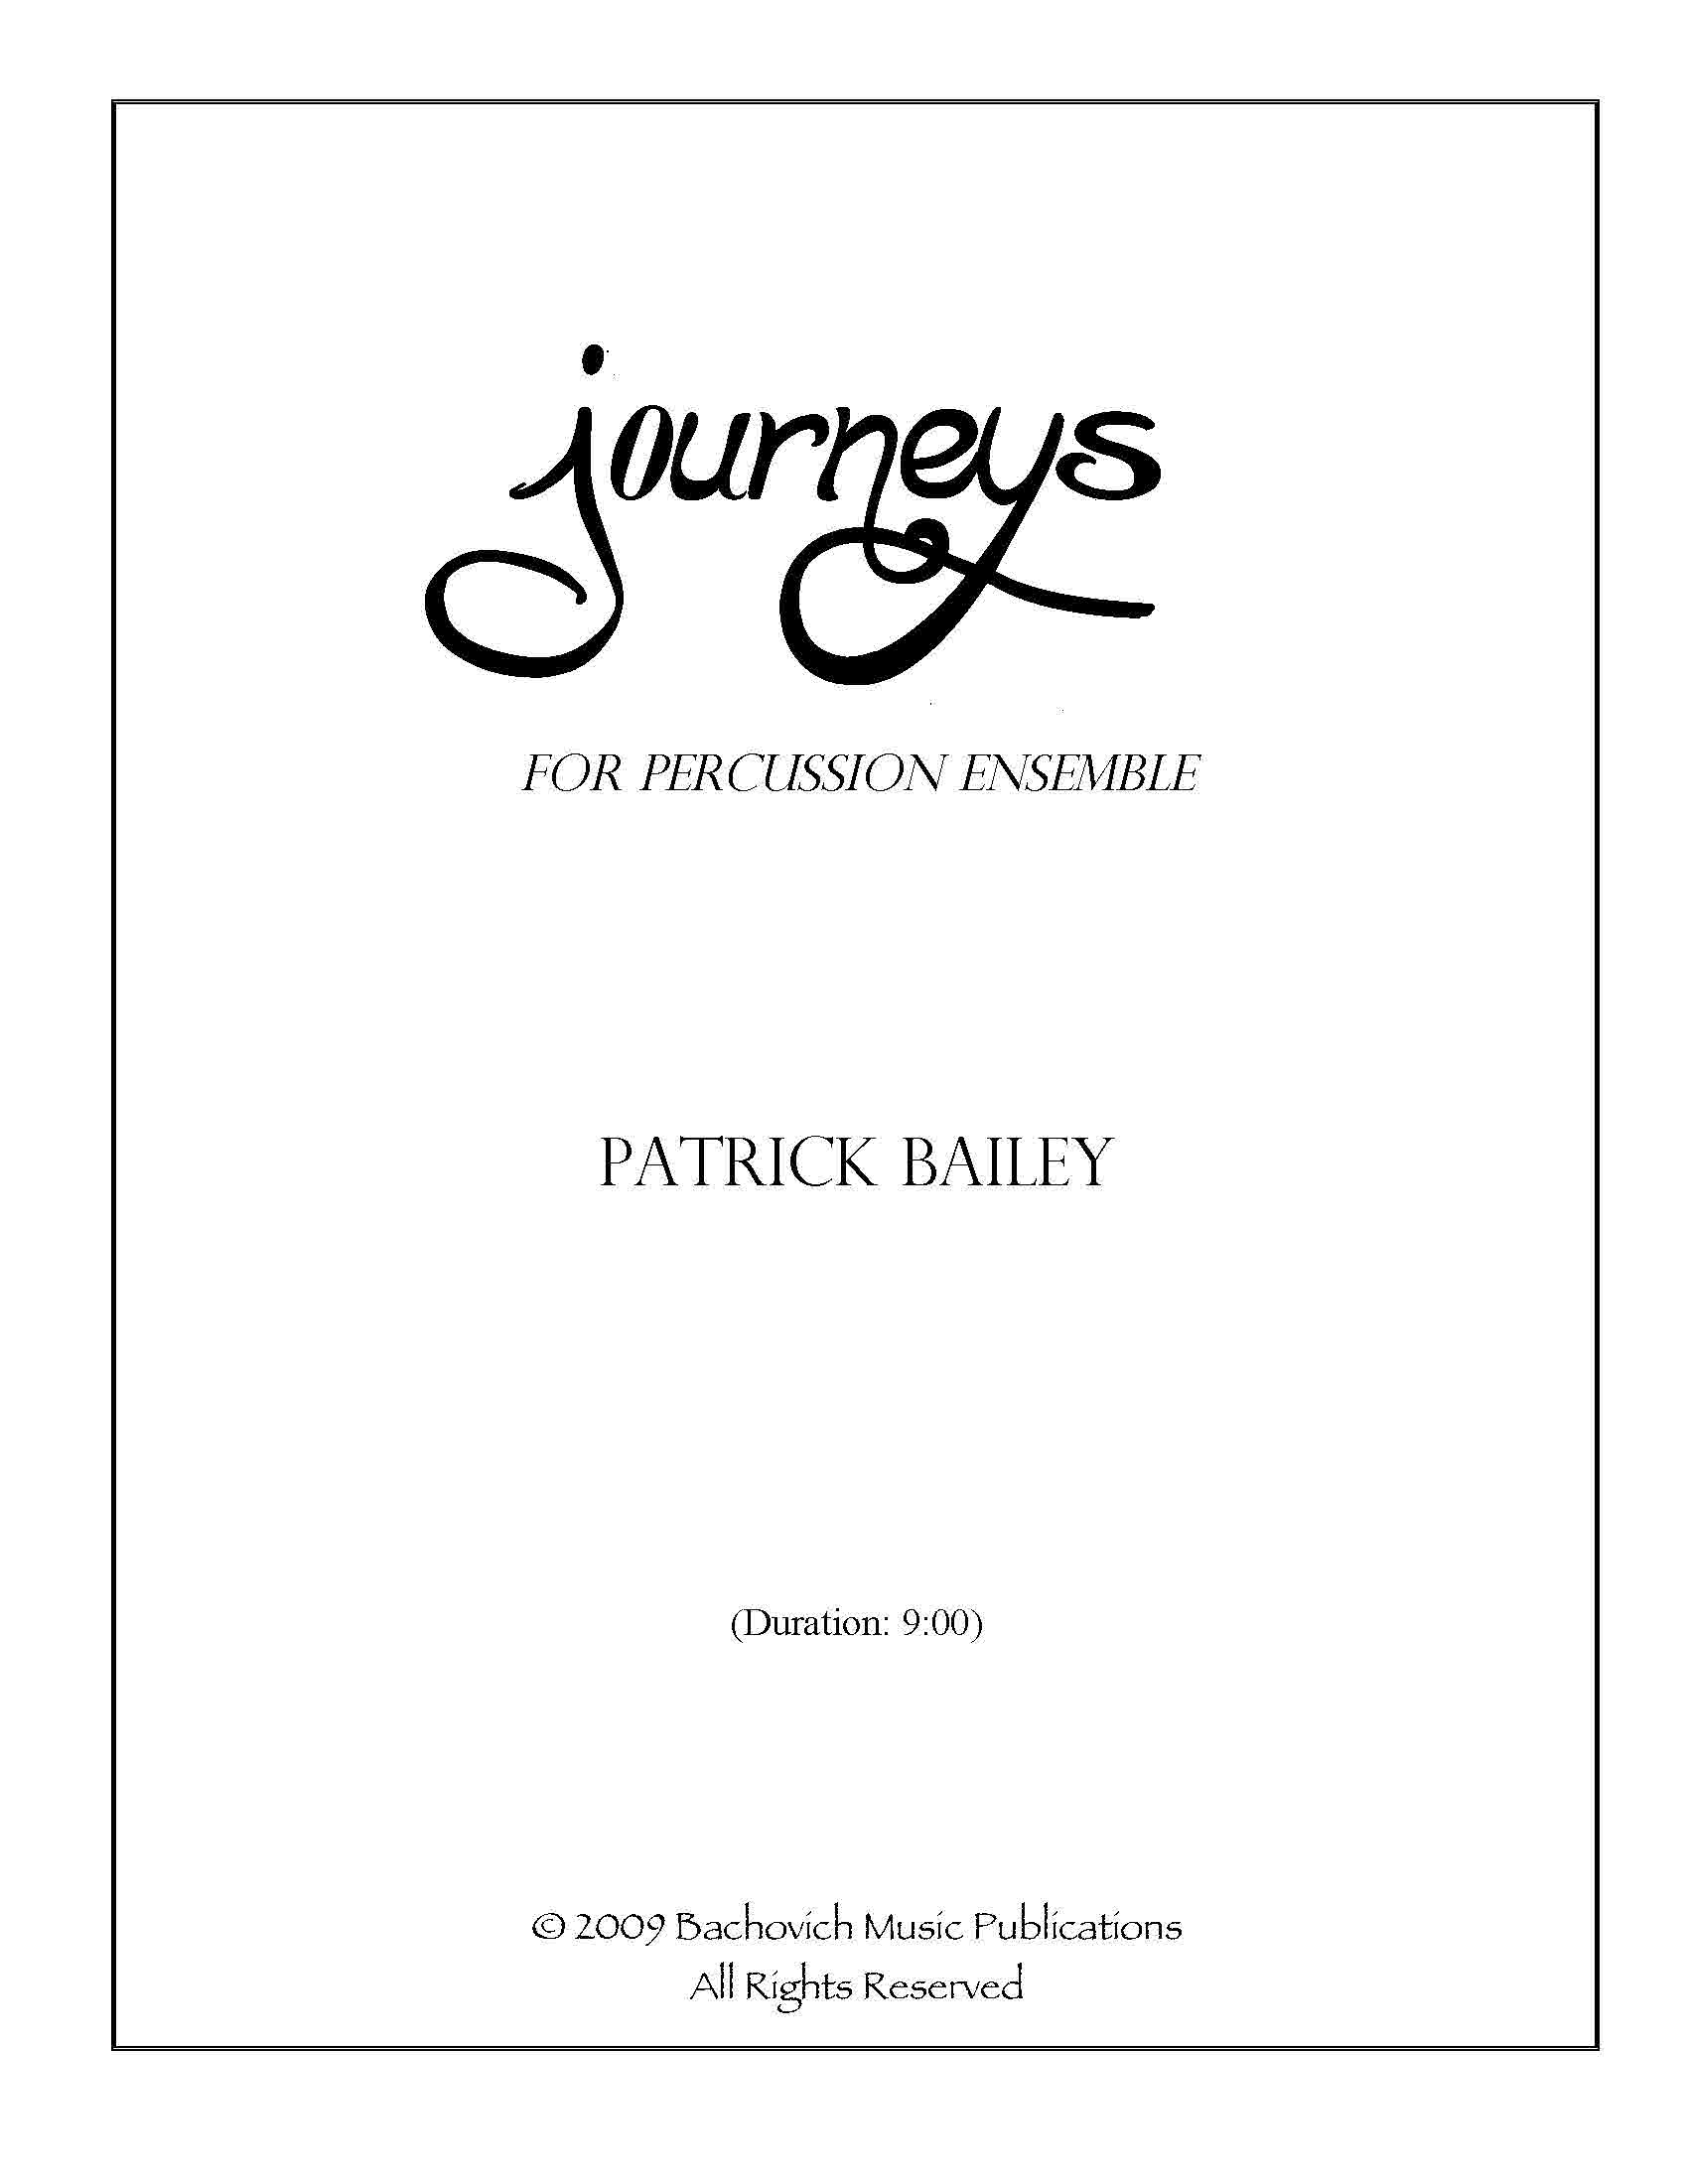 journeys
FOR PERCUSSION ENSEMBLE
PATRICK BAILEY
(Duration: 9:00)
© 2009 Bachovich Music Publications
All Rights Reserved